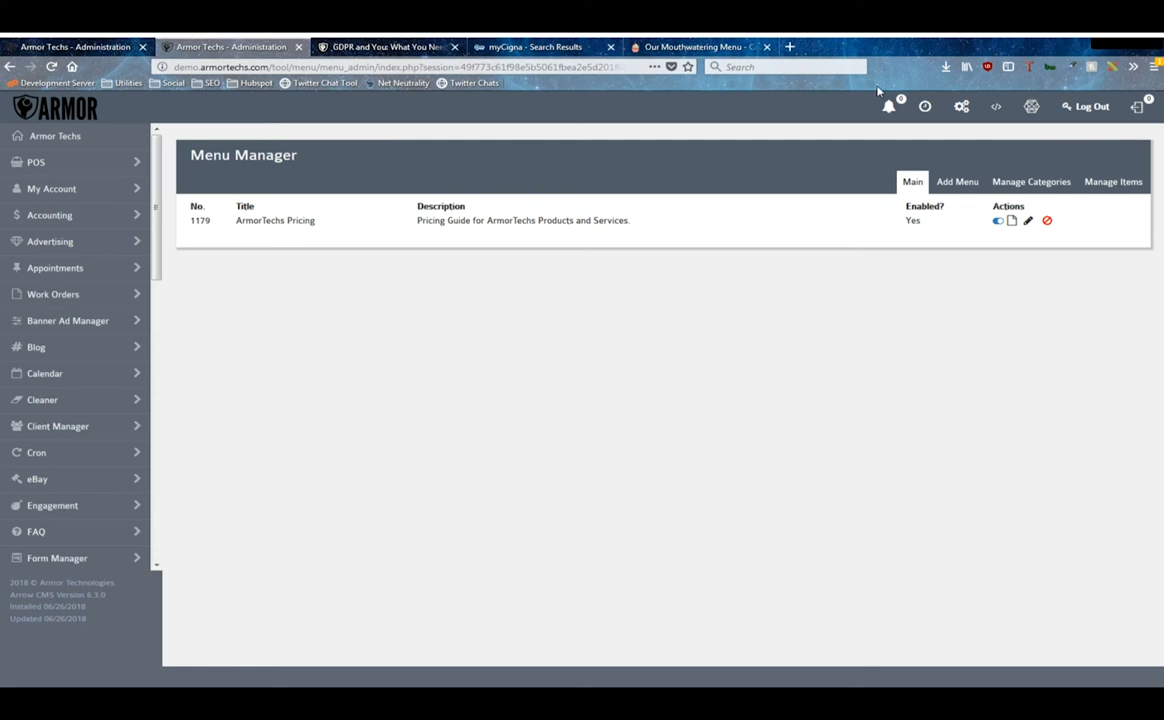 Armor Techs - Administration
Armor Techs - Administration
GDPR and You: What You Nee
myCigna - Search Results
Our Mouthwatering Menu - C
demo.armortechs.com/tool/menu/menu_admin/index.php?session=49f773c61f98e5b5061fbea2e5d201f
Search
Development Server
Utilities
Social
SEO
Hubspot
Twitter Chat Tool
Net Neutrality
Twitter Chats
ARMOR
0
Log Out
0
Armor Techs
POS
My Account
Accounting
Advertising
Appointments
Work Orders
Banner Ad Manager
Blog
Calendar
Cleaner
Client Manager
Cron
eBay
Engagement
FAQ
Form Manager
2018 © Armor Technologies.
Arrow CMS Version 6.3.0
Installed 06/26/2018
Updated 06/26/2018
Menu Manager
Main Add Menu Manage Categories Manage Items
No. Title Description Enabled? Actions
1179 ArmorTechs Pricing Pricing Guide for ArmorTechs Products and Services. Yes